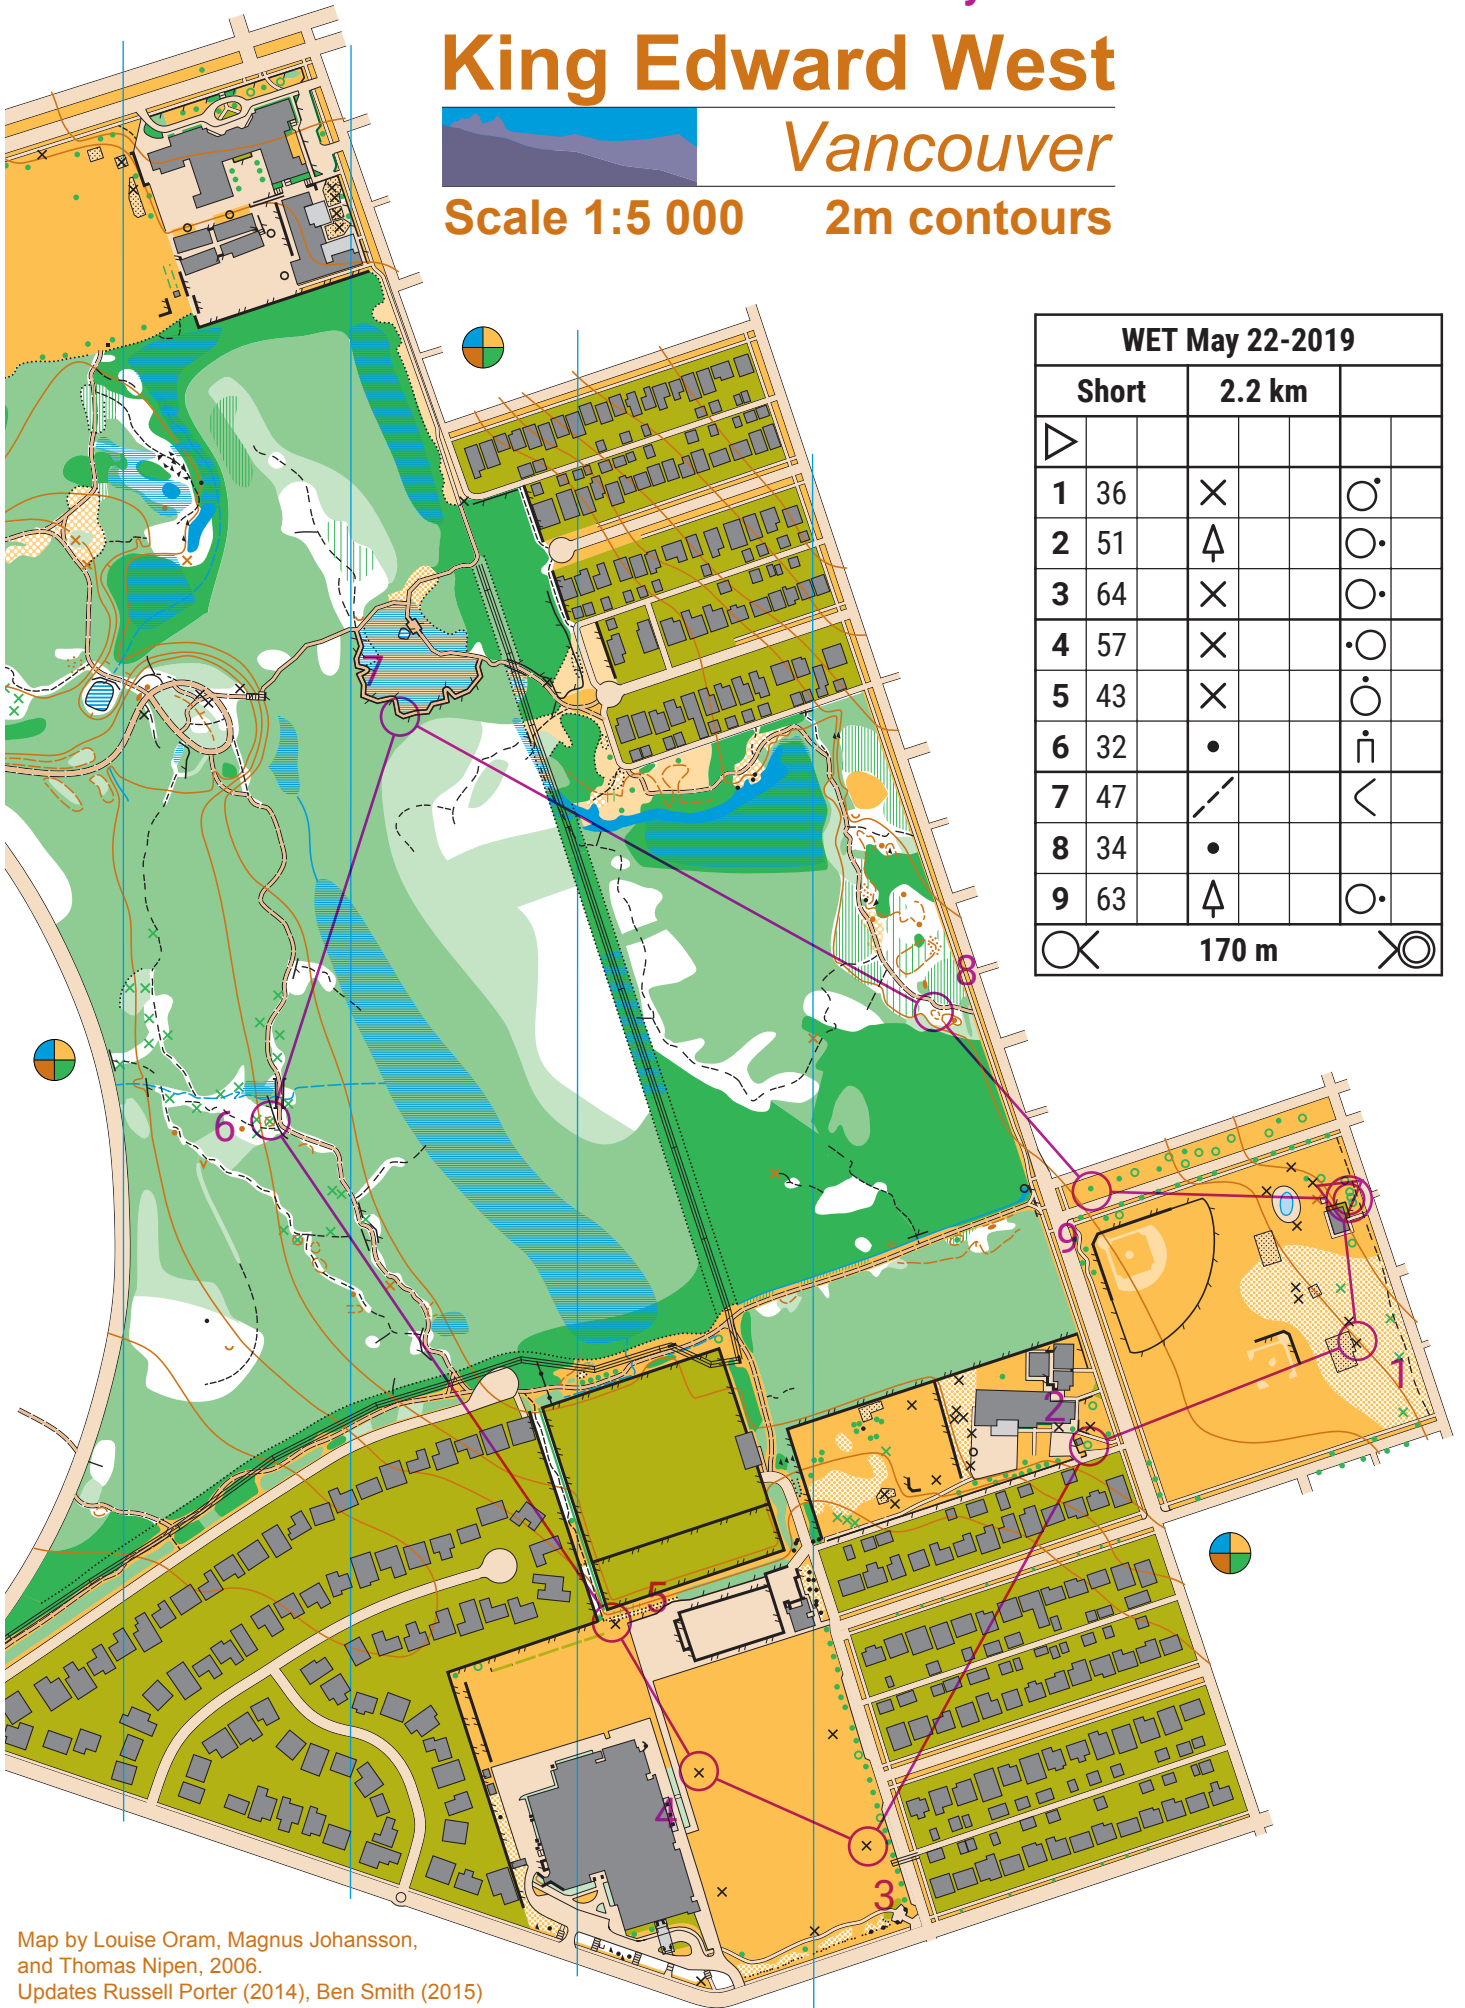 King Edward West
Vancouver
Scale 1:5 000 2m contours
WET May 22-2019
Short 2.2 km
1 36
2 51
3 64
4 57
5 43
6 32
7 47
8 34
9 63
170 m
7
8
6
9
1
2
5
4
3
Map by Louise Oram, Magnus Johansson,
and Thomas Nipen, 2006.
Updates Russell Porter (2014), Ben Smith (2015)